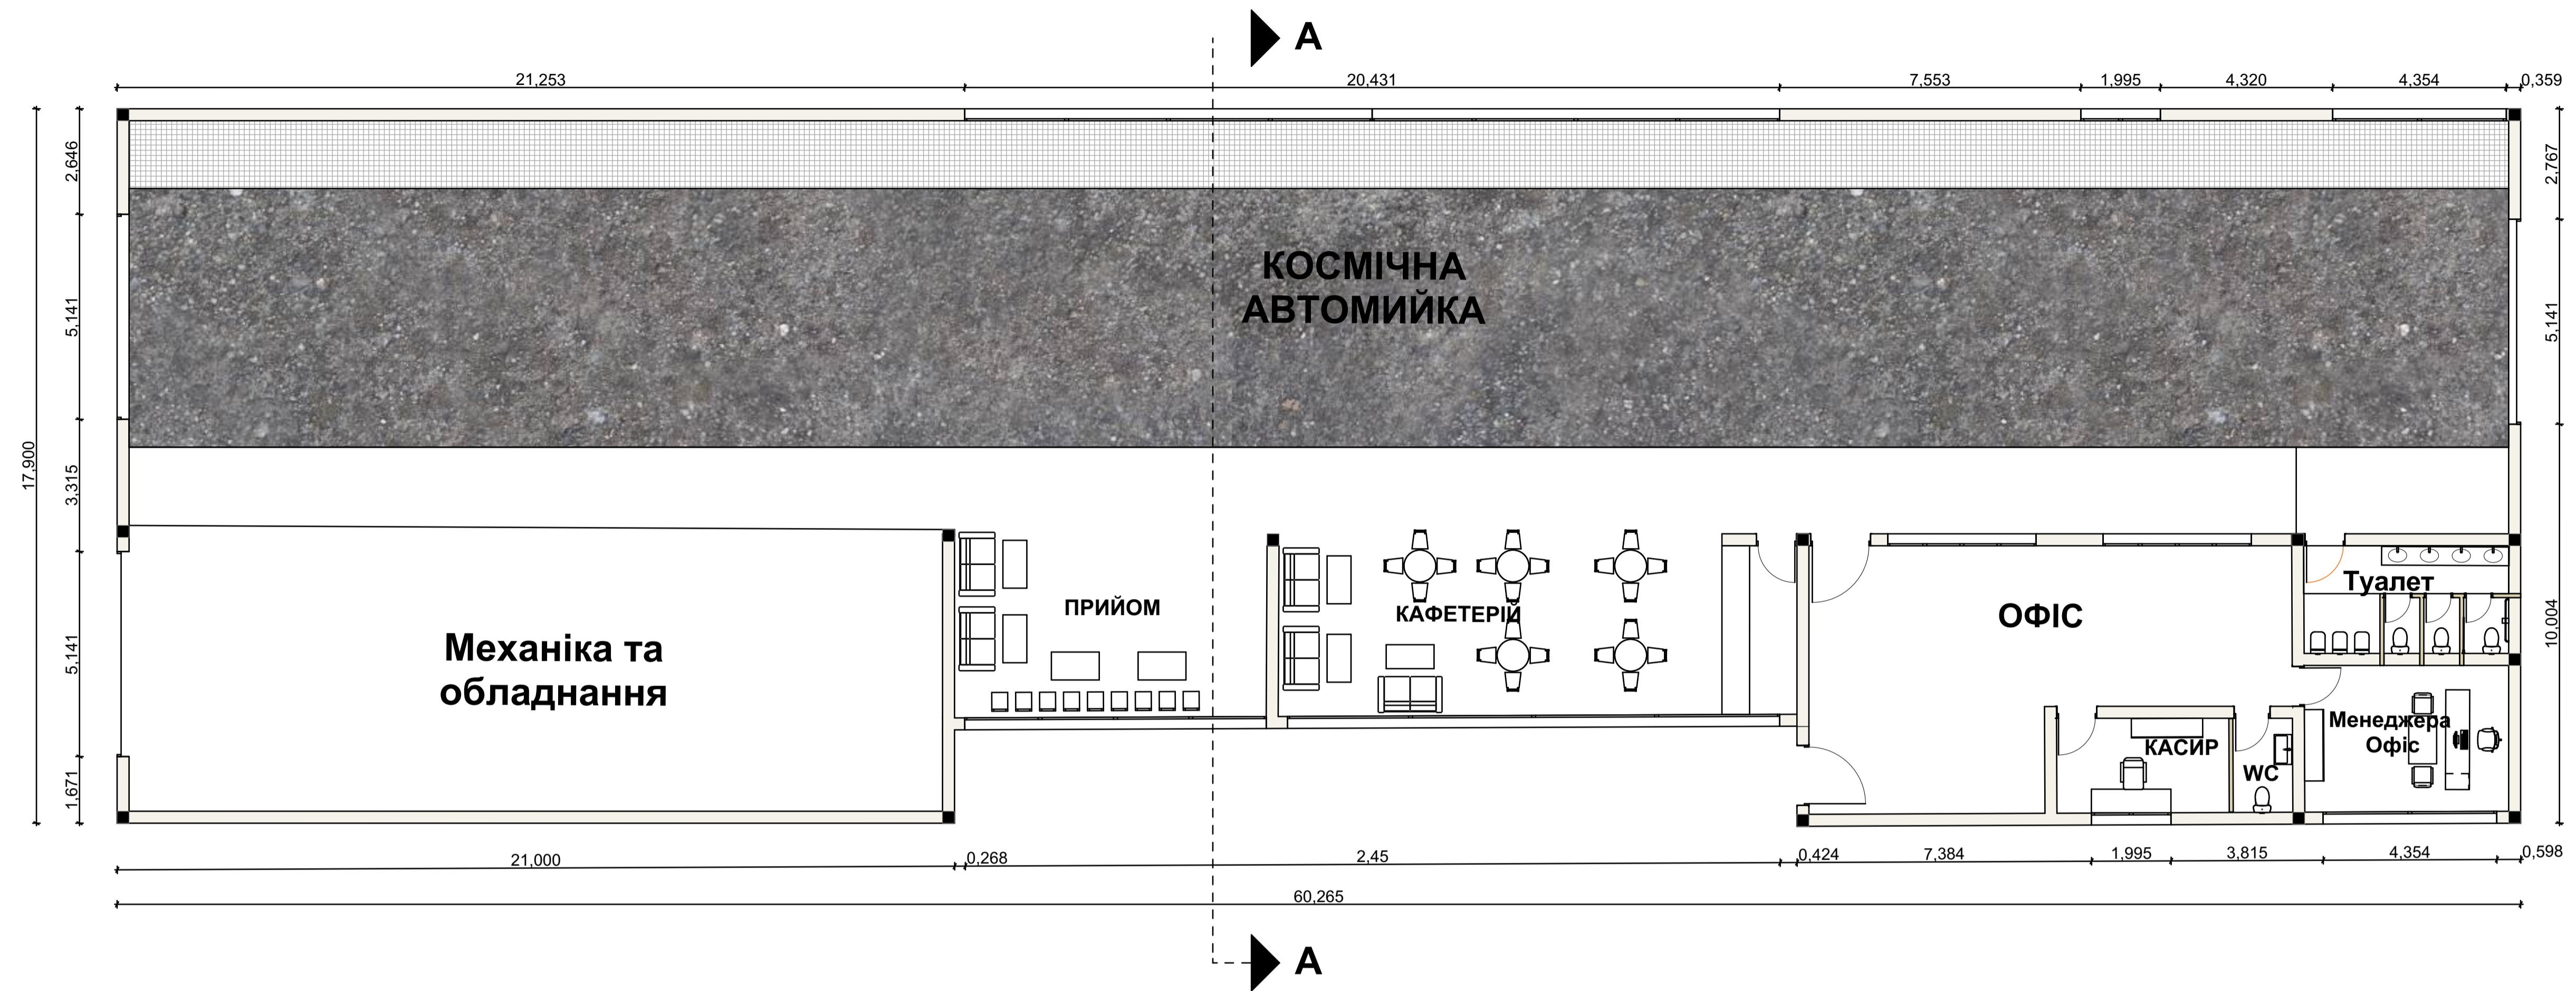 A
21,253
20,431
7,553
1,995
4,320
4,354
0,359
2,646
2,767
17,900
5,141
5,141
КОСМІЧНА
АВТОМИЙКА
3,315
10,004
5,141
1,671
Механіка та
обладнання
ПРИЙОМ
КАФЕТЕРІЙ
ОФІС
Туалет
Менеджера
Офіс
КАСИР
WC
21,000
0,268
2,45
0,424
7,384
1,995
3,815
4,354
0,598
60,265
A